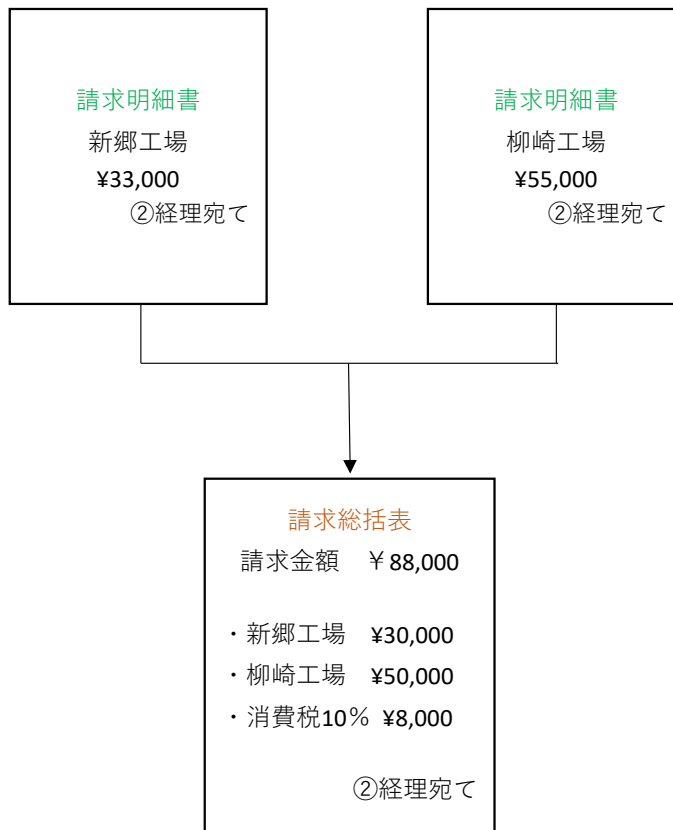 請求明細書
新郷工場
¥33,000
②経理宛て
請求明細書
柳崎工場
¥55,000
②経理宛て
請求総括表
請求金額　￥88,000
・新郷工場　¥30,000
・柳崎工場　¥50,000
・消費税10％ ¥8,000
②経理宛て